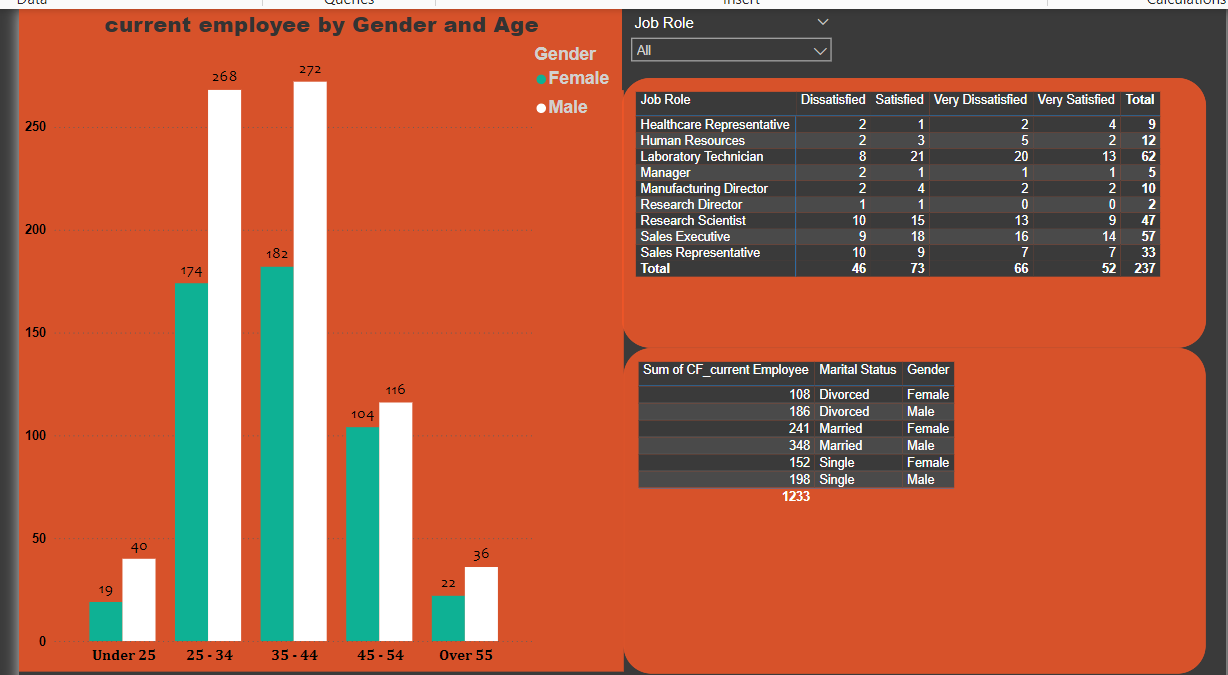 Data Queries Insert Calculations
current employee by Gender and Age
Gender
Female
Male
268
272
250
200
182
174
150
116
104
100
50
40
36
22
19
0
Under 25 25 - 34 35 - 44 45 - 54 Over 55
Job Role
All
Job Role Dissatisfied Satisfied Very Dissatisfied Very Satisfied Total
Healthcare Representative 2 1 2 4 9
Human Resources 2 3 5 2 12
Laboratory Technician 8 21 20 13 62
Manager 2 1 1 1 5
Manufacturing Director 2 4 2 2 10
Research Director 1 1 0 0 2
Research Scientist 10 15 13 9 47
Sales Executive 9 18 16 14 57
Sales Representative 10 9 7 7 33
Total 46 73 66 52 237
Sum of CF_current Employee Marital Status Gender
108 Divorced Female
186 Divorced Male
241 Married Female
348 Married Male
152 Single Female
198 Single Male
1233